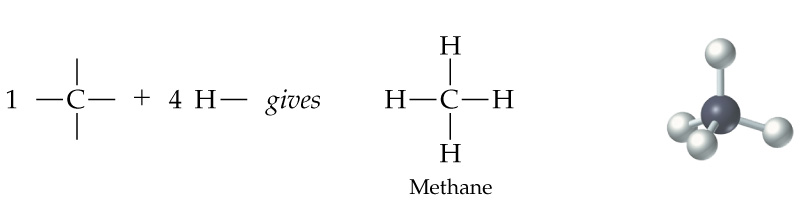 H
1 —C— + 4 H— gives H—C—H
H
Methane